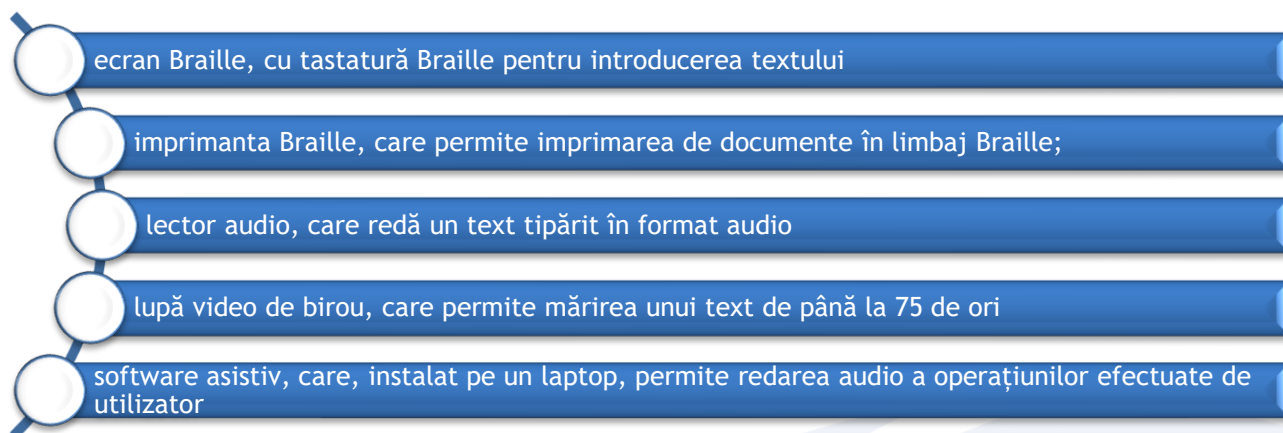 ecran Braille, cu tastatură Braille pentru introducerea textului
imprimanta Braille, care permite imprimarea de documente în limbaj Braille;
lector audio, care redă un text tipărit în format audio
lupă video de birou, care permite mărirea unui text de până la 75 de ori
software asistiv, care, instalat pe un laptop, permite redarea audio a operațiunilor efectuate de
utilizator